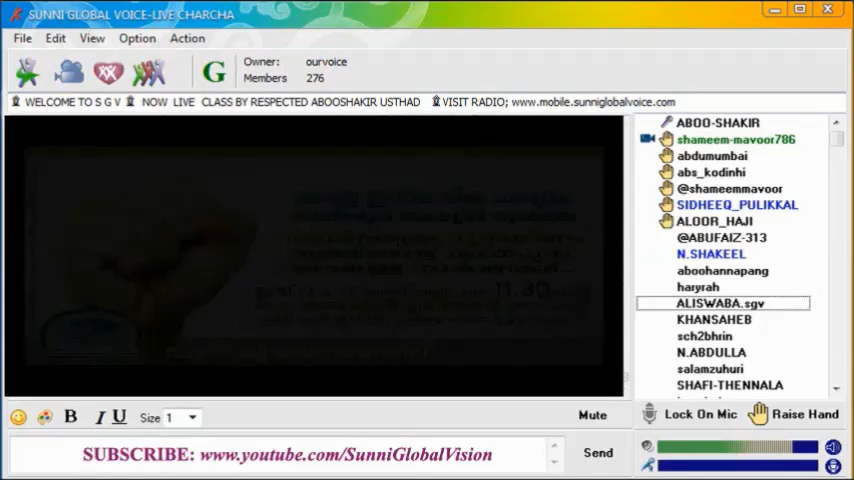 SUNNI GLOBAL VOICE-LIVE CHARCHA
File Edit View Option Action
G
Owner: ourvoice
Members 276
WELCOME TO S G V NOW LIVE CLASS BY RESPECTED ABOOSHAKIR USTHAD VISIT RADIO; www.mobile.sunniglobalvoice.com
ABOO-SHAKIR
shameem-mavoor786
abdumumbai
abs_kodinhi
@shameemmavoor
SIDHEEQ_PULIKKAL
ALOOR_HAJI
@ABUFAIZ-313
N.SHAKEEL
aboohannapang
haryrah
ALISWABA.sgv
KHANSAHEB
sch2bhrin
N.ABDULLA
salamzuhuri
SHAFI-THENNALA
11.30
B I U Size 1 Mute
Lock On Mic Raise Hand
SUBSCRIBE: www.youtube.com/SunniGlobalVision
Send